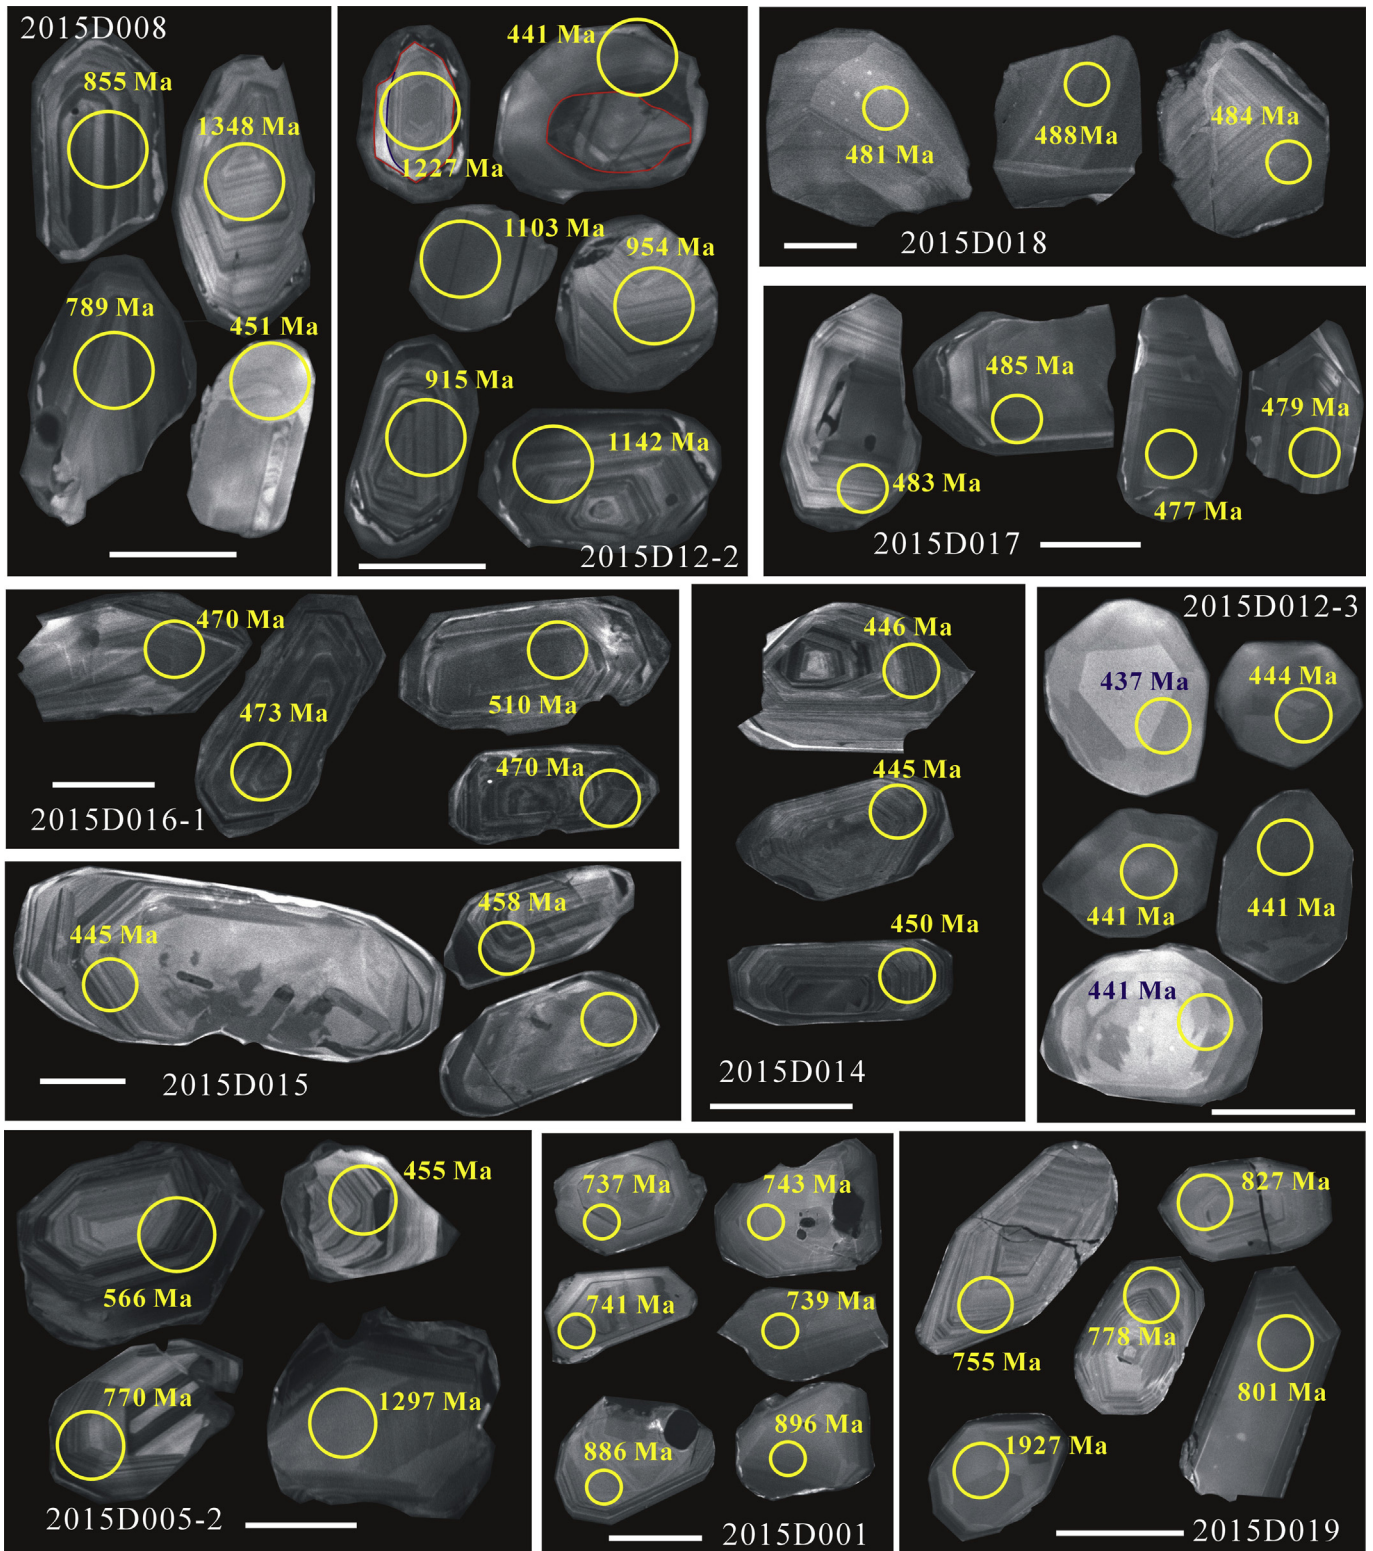 2015D008
855 Ma
1348 Ma
789 Ma
451 Ma
441 Ma
1227 Ma
1103 Ma
954 Ma
915 Ma
1142 Ma
2015D12-2
481 Ma
488Ma
484 Ma
2015D018
485 Ma
479 Ma
483 Ma
477 Ma
2015D017
470 Ma
473 Ma
510 Ma
470 Ma
2015D016-1
446 Ma
445 Ma
450 Ma
2015D014
2015D012-3
437 Ma
444 Ma
441 Ma
441 Ma
441 Ma
458 Ma
445 Ma
2015D015
455 Ma
566 Ma
770 Ma
1297 Ma
2015D005-2
737 Ma
743 Ma
741 Ma
739 Ma
886 Ma
896 Ma
2015D001
827 Ma
778 Ma
755 Ma
801 Ma
1927 Ma
2015D019